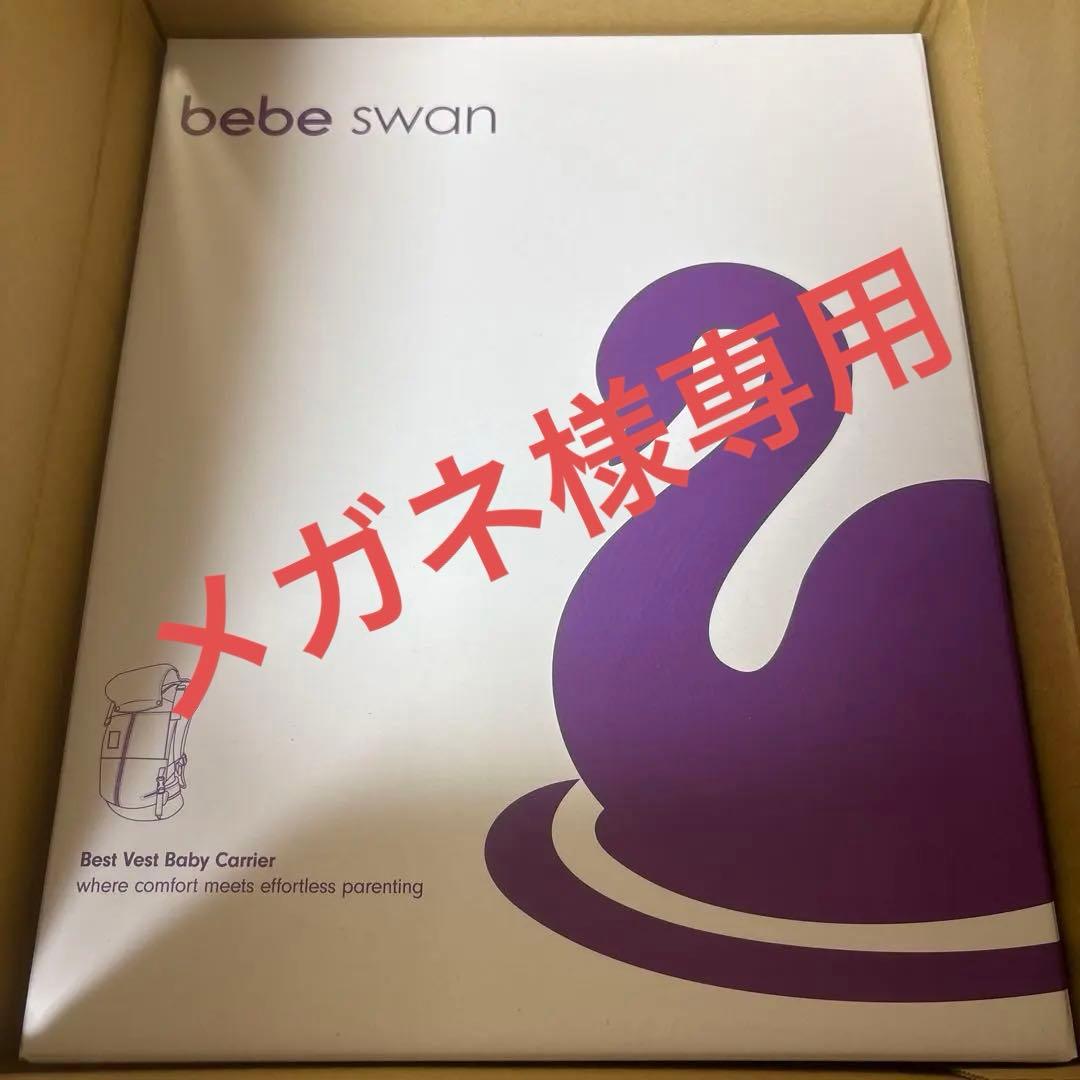 bebe swan
メガネ様専用
Best Vest Baby Carrier
where comfort meets effortless parenting